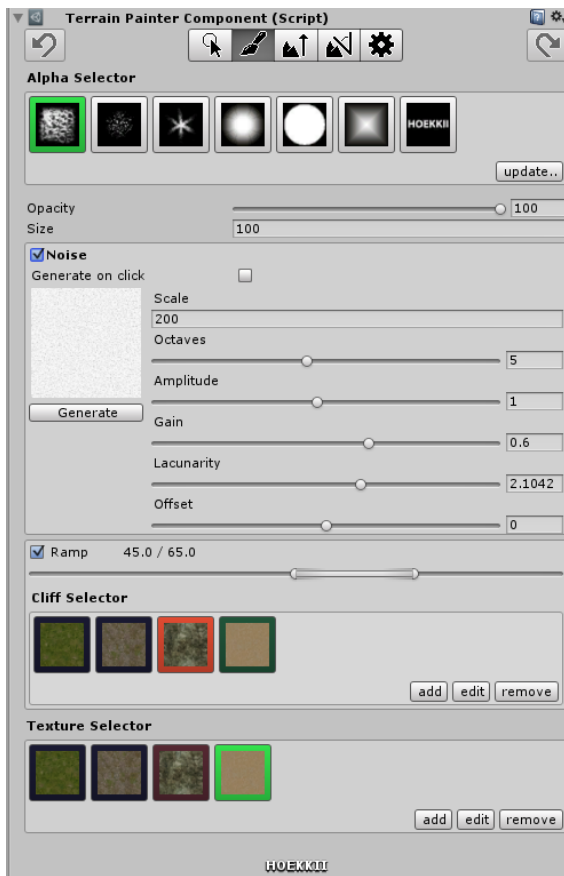 Terrain Painter Component (Script)
Alpha Selector
HOEKKII
update..
Opacity 100
Size 100
Noise
Generate on click
Scale
200
Octaves
5
Amplitude
1
Generate
Gain
0.6
Lacunarity
2.1042
Offset
0
Ramp 45.0 / 65.0
Cliff Selector
add edit remove
Texture Selector
add edit remove
HOEKKII